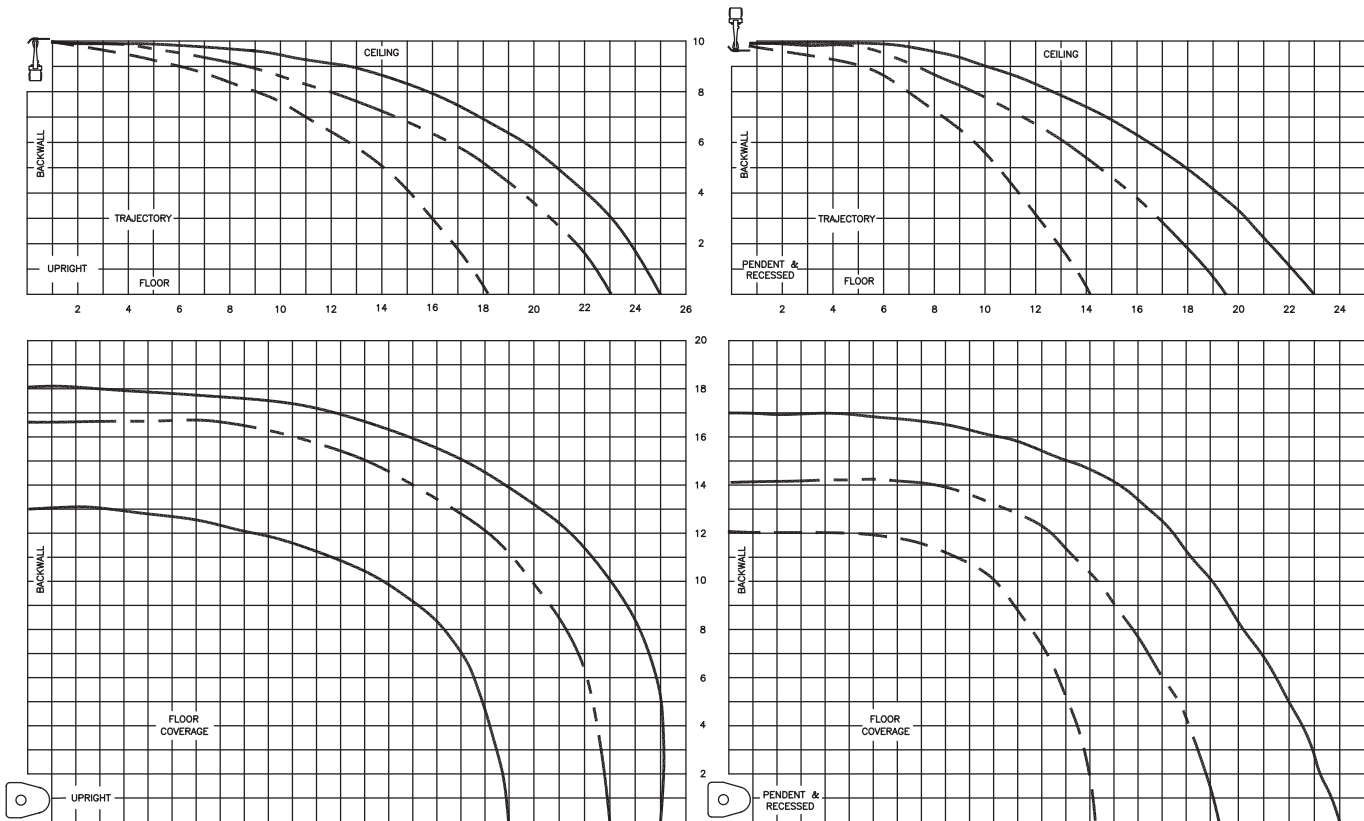 CEILING
BACKWALL
TRAJECTORY
UPRIGHT
FLOOR
10
8
6
4
2
2 4 6 8 10 12 14 16 18 20 22 24 26
CEILING
BACKWALL
TRAJECTORY
PENDENT &
RECESSED
FLOOR
2 4 6 8 10 12 14 16 18 20 22 24
BACKWALL
FLOOR
COVERAGE
UPRIGHT
20
18
16
14
12
10
8
6
4
2
BACKWALL
FLOOR
COVERAGE
PENDENT &
RECESSED